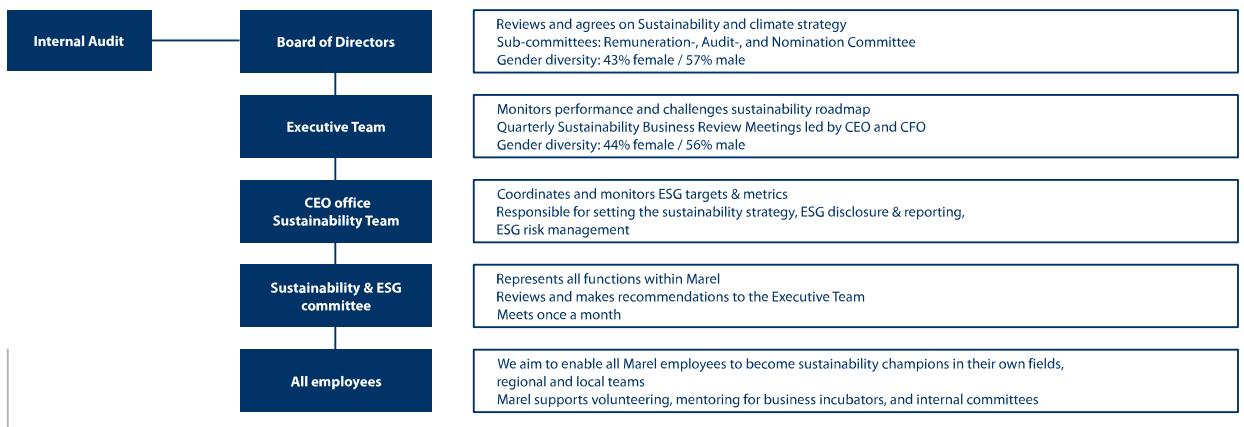 Internal Audit
Board of Directors
Reviews and agrees on Sustainability and climate strategy
Sub-committees: Remuneration-, Audit-, and Nomination Committee
Gender diversity: 43% female / 57% male
Executive Team
Monitors performance and challenges sustainability roadmap
Quarterly Sustainability Business Review Meetings led by CEO and CFO
Gender diversity: 44% female / 56% male
CEO office
Sustainability Team
Coordinates and monitors ESG targets & metrics
Responsible for setting the sustainability strategy, ESG disclosure & reporting,
ESG risk management
Sustainability & ESG
committee
Represents all functions within Marel
Reviews and makes recommendations to the Executive Team
Meets once a month
All employees
We aim to enable all Marel employees to become sustainability champions in their own fields,
regional and local teams
Marel supports volunteering, mentoring for business incubators, and internal committees